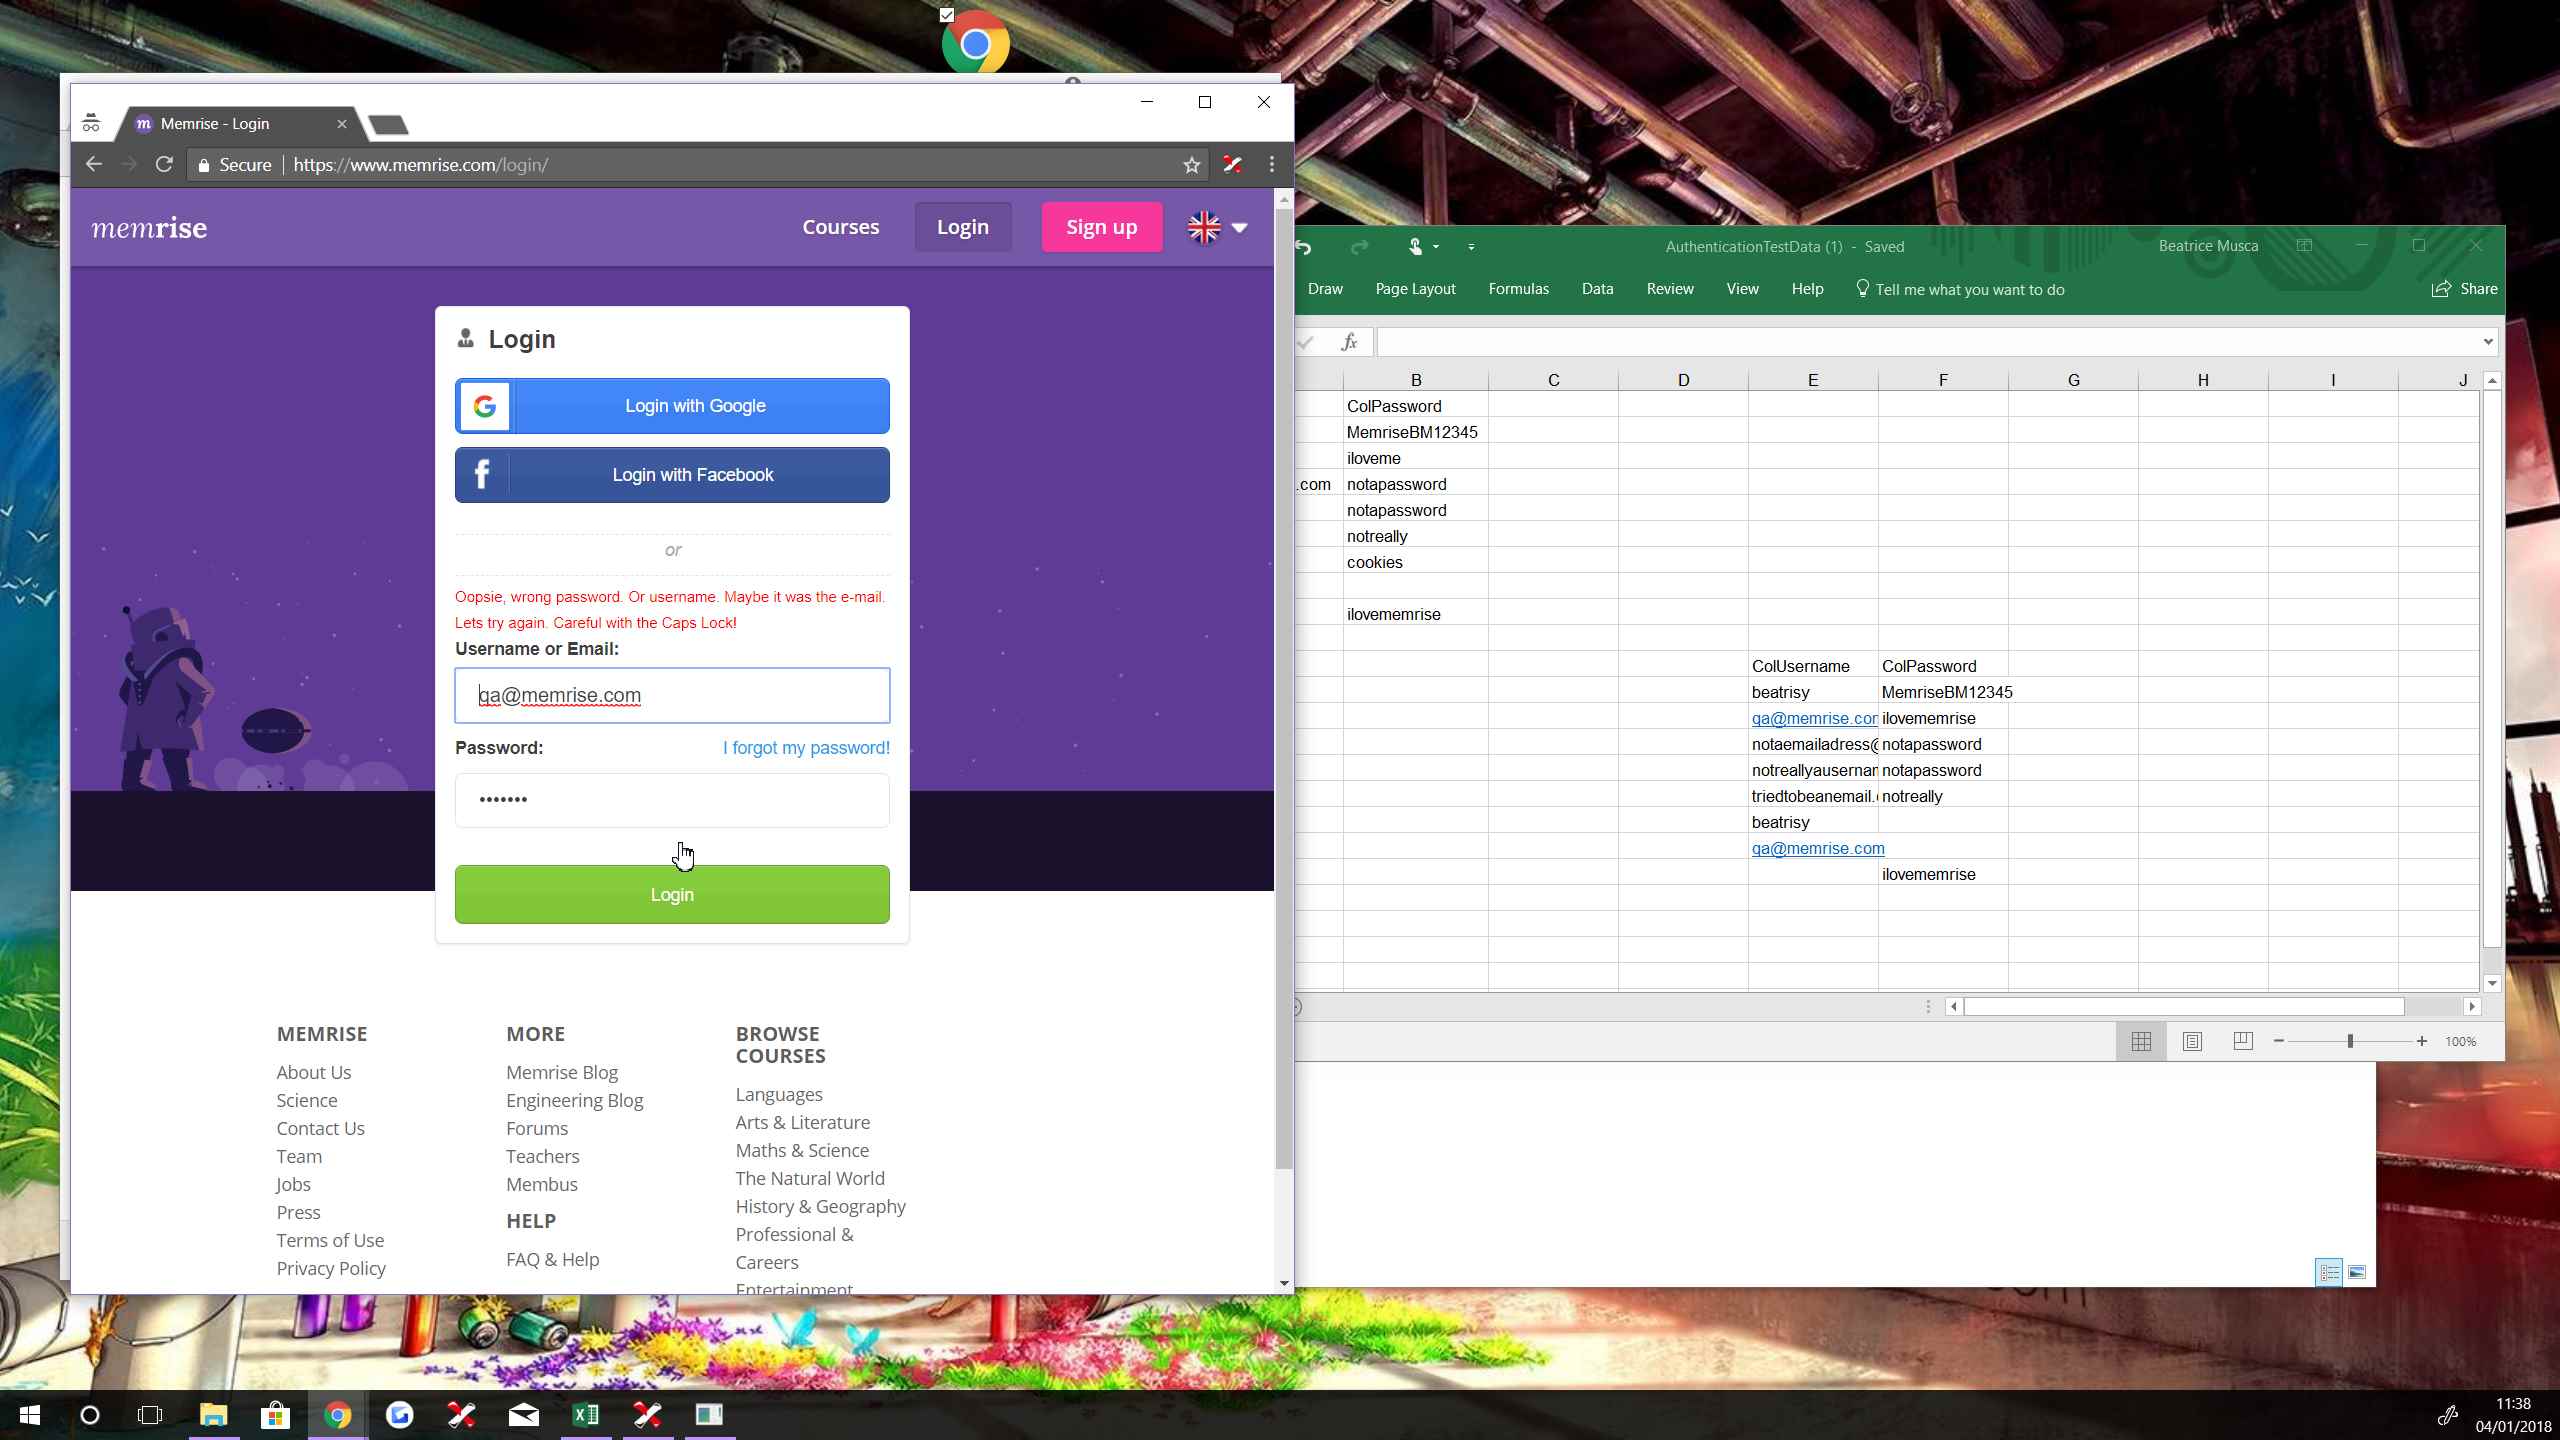 Memrise - Login
Secure
https://www.memrise.com/login/
memrise
Courses
Login
Sign up
Login
Login with Google
Login with Facebook
or
Oopsie, wrong password. Or username. Maybe it was the e-mail.
Lets try again. Careful with the Caps Lock!
Username or Email:
qa@memrise.com
Password:
I forgot my password!
•••••••
Login
MEMRISE
About Us
Science
Contact Us
Team
Jobs
Press
Terms of Use
Privacy Policy
MORE
Memrise Blog
Engineering Blog
Forums
Teachers
Membus
HELP
FAQ & Help
BROWSE
COURSES
Languages
Arts & Literature
Maths & Science
The Natural World
History & Geography
Professional &
Careers
Entertainment
AuthenticationTestData (1) - Saved
Beatrice Musca
Draw
Page Layout
Formulas
Data
Review
View
Help
Tell me what you want to do
Share
fx
B C D E F G H I J
ColPassword
MemriseBM12345
iloveme
.com notapassword
notapassword
notreally
cookies
ilovememrise
ColUsername ColPassword
beatrisy MemriseBM12345
qa@memrise.com ilovememrise
notaemailadress@ notapassword
notreallyausernam notapassword
triedtobeanemail. notreally
beatrisy
qa@memrise.com
ilovememrise
100%
11:38
04/01/2018